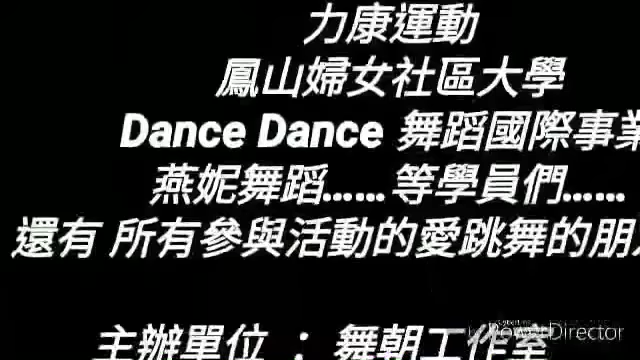 力康運動
鳳山婦女社區大學
Dance Dance 舞蹈國際事業
燕妮舞蹈...... 等學員們......
還有 所有參與活動的愛跳舞的朋
主辦單位 : 舞朝工作室
PowerDirector